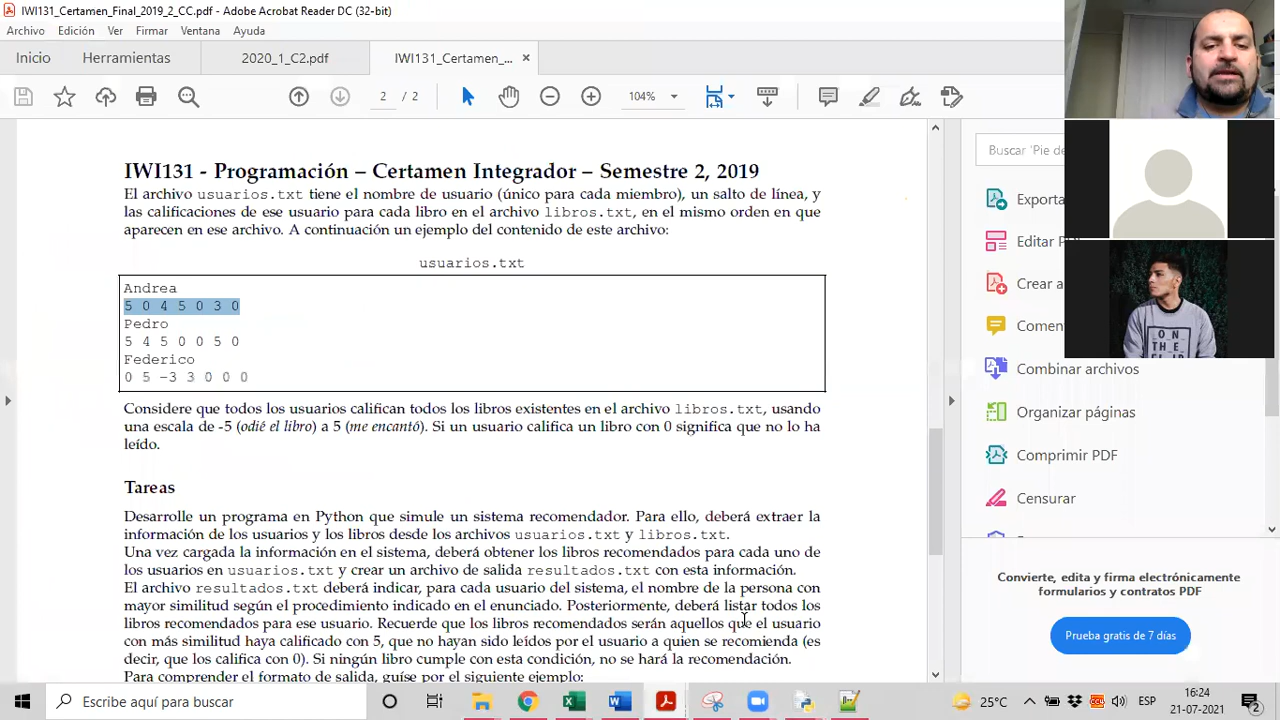 IWI131_Certamen_Final_2019_2_CC.pdf - Adobe Acrobat Reader DC (32-bit)
Archivo Edición Ver Firmar Ventana Ayuda
Inicio Herramientas 2020_1_C2.pdf IWI131_Certamen_... ×
2 / 2 104%
IWI131 - Programación – Certamen Integrador – Semestre 2, 2019
El archivo usuarios.txt tiene el nombre de usuario (único para cada miembro), un salto de línea, y
las calificaciones de ese usuario para cada libro en el archivo libros.txt, en el mismo orden en que
aparecen en ese archivo. A continuación un ejemplo del contenido de este archivo:
usuarios.txt
Andrea
5 0 4 5 0 3 0
Pedro
5 4 5 0 0 5 0
Federico
0 5 -3 3 0 0 0
Considere que todos los usuarios califican todos los libros existentes en el archivo libros.txt, usando
una escala de -5 (odié el libro) a 5 (me encantó). Si un usuario califica un libro con 0 significa que no lo ha
leído.
Tareas
Desarrolle un programa en Python que simule un sistema recomendador. Para ello, deberá extraer la
información de los usuarios y los libros desde los archivos usuarios.txt y libros.txt.
Una vez cargada la información en el sistema, deberá obtener los libros recomendados para cada uno de
los usuarios en usuarios.txt y crear un archivo de salida resultados.txt con esta información.
El archivo resultados.txt deberá indicar, para cada usuario del sistema, el nombre de la persona con
mayor similitud según el procedimiento indicado en el enunciado. Posteriormente, deberá listar todos los
libros recomendados para ese usuario. Recuerde que los libros recomendados serán aquellos que el usuario
con más similitud haya calificado con 5, que no hayan sido leídos por el usuario a quien se recomienda (es
decir, que los califica con 0). Si ningún libro cumple con esta condición, no se hará la recomendación.
Para comprender el formato de salida, guíse por el siguiente ejemplo:
Buscar 'Pie de
Exporta
Editar P
Crear a
Comen
Combinar archivos
Organizar páginas
Comprimir PDF
Censurar
Convierte, edita y firma electrónicamente
formularios y contratos PDF
Prueba gratis de 7 días
ON
THE
Escribe aquí para buscar
25°C
ESP
16:24
21-07-2021
2